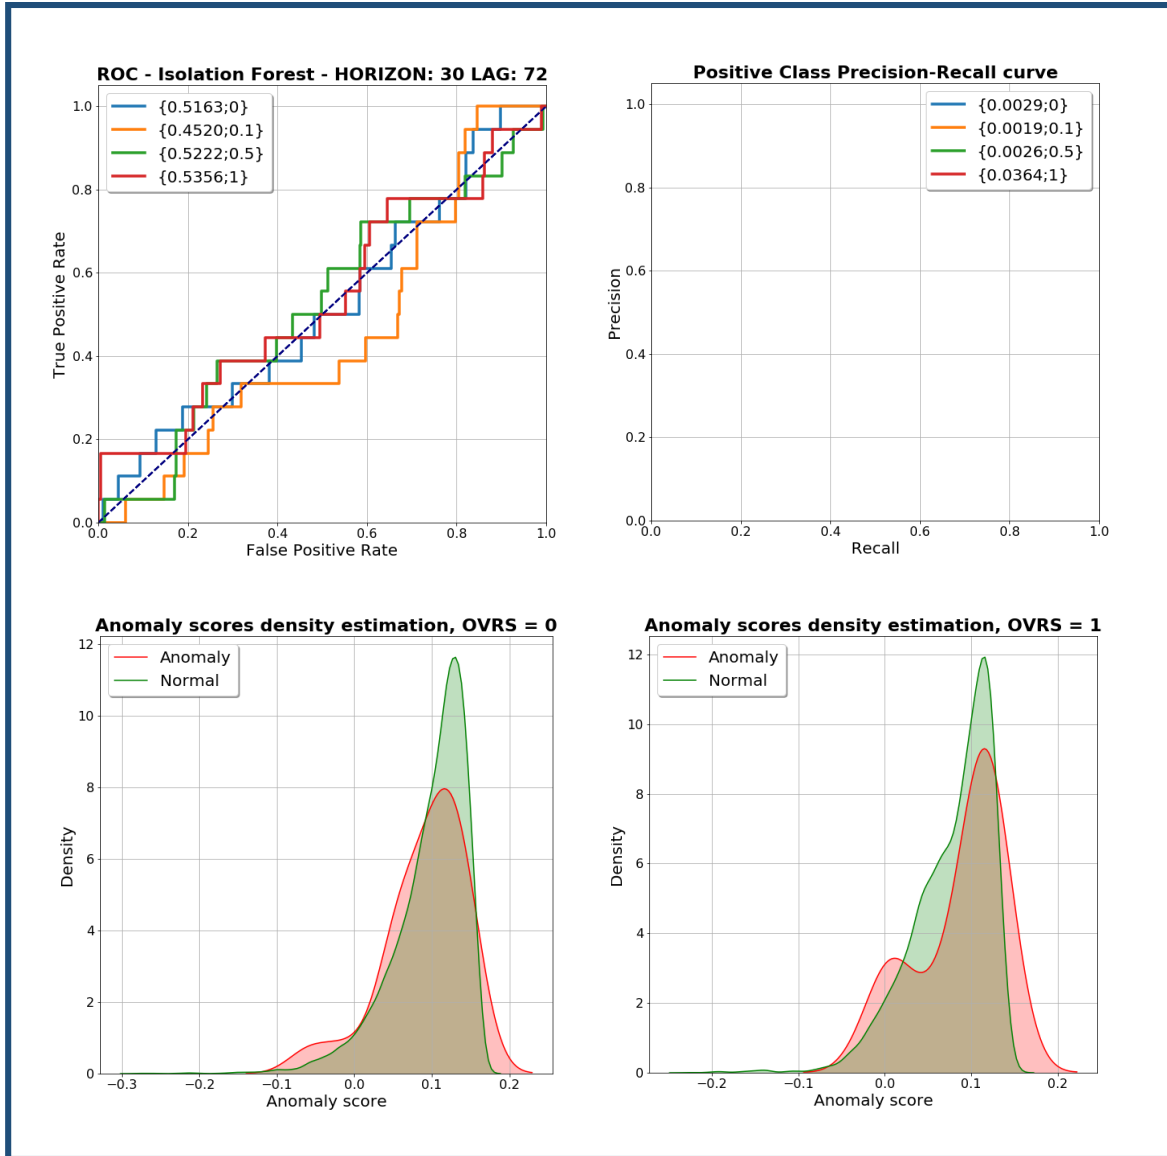 ROC - Isolation Forest - HORIZON: 30 LAG: 72
{0.5163;0}
{0.4520;0.1}
{0.5222;0.5}
{0.5356;1}
True Positive Rate
1.0
0.8
0.6
0.4
0.2
0.0
0.0 0.2 0.4 0.6 0.8 1.0
False Positive Rate
Positive Class Precision-Recall curve
{0.0029;0}
{0.0019;0.1}
{0.0026;0.5}
{0.0364;1}
Precision
1.0
0.8
0.6
0.4
0.2
0.0
0.0 0.2 0.4 0.6 0.8 1.0
Recall
Anomaly scores density estimation, OVRS = 0
Anomaly
Normal
Density
12
10
8
6
4
2
0
−0.3 −0.2 −0.1 0.0 0.1 0.2
Anomaly score
Anomaly scores density estimation, OVRS = 1
Anomaly
Normal
Density
12
10
8
6
4
2
0
−0.2 −0.1 0.0 0.1 0.2
Anomaly score